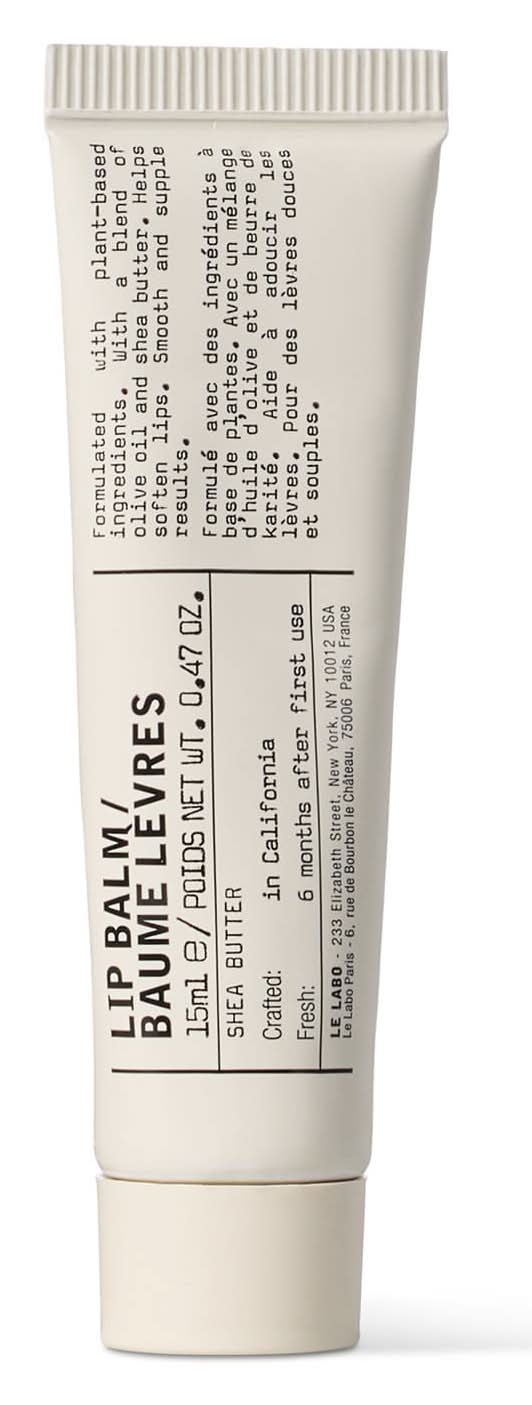 LIP BALM/
BAUME LÈVRES
15ml e/POIDS NET WT. 0.47 OZ.
SHEA BUTTER
Crafted: in California
Fresh: 6 months after first use
LE LABO - 233 Elizabeth Street, New York, NY 10012 USA
Le Labo Paris - 6, rue de Bourbon le Château, 75006 Paris, France
Formulated with plant-based
ingredients. With a blend of
olive oil and shea butter. Helps
soften lips. Smooth and supple
results.
Formulé avec des ingrédients à
base de plantes. Avec un mélange
d'huile d'olive et de beurre de
karité. Aide à adoucir les
lèvres. Pour des lèvres douces
et souples.